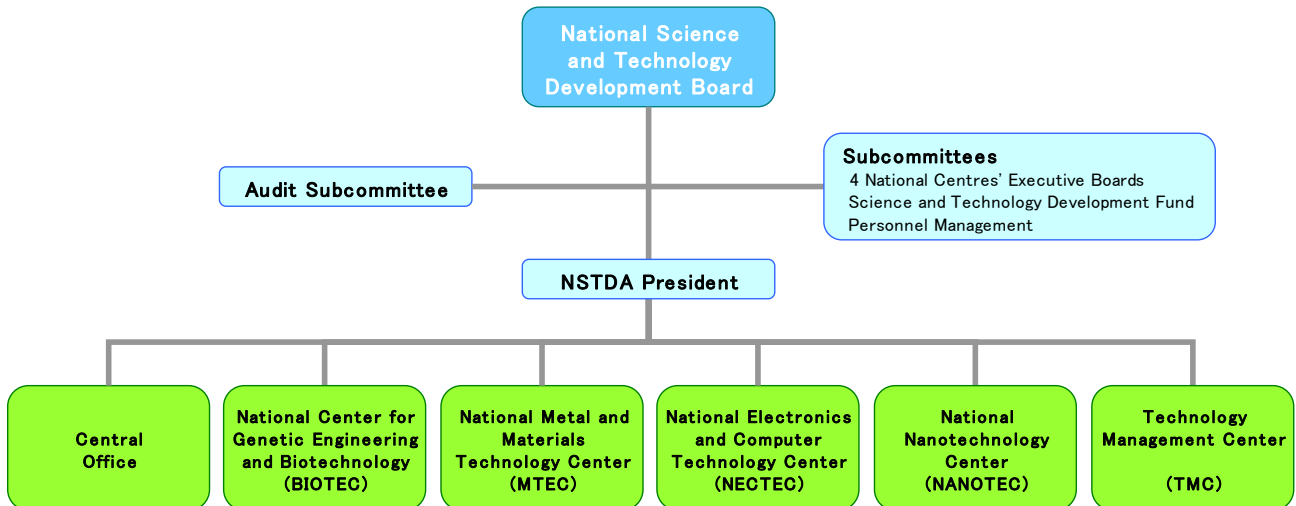 National Science
and Technology
Development Board
Audit Subcommittee
Subcommittees
4 National Centres' Executive Boards
Science and Technology Development Fund
Personnel Management
NSTDA President
Central
Office
National Center for
Genetic Engineering
and Biotechnology
(BIOTEC)
National Metal and
Materials
Technology Center
(MTEC)
National Electronics
and Computer
Technology Center
(NECTEC)
National
Nanotechnology
Center
(NANOTEC)
Technology
Management Center
(TMC)